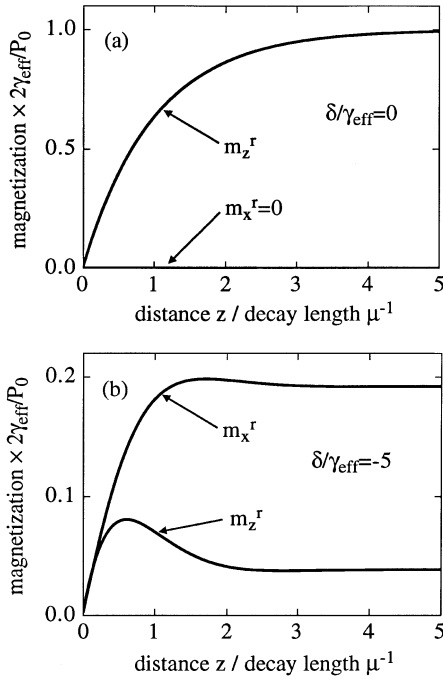 (a)
magnetization × 2γeff/P0
1.0
0.5
0.0
δ/γeff=0
mzr
mxr=0
0 1 2 3 4 5
distance z / decay length μ-1
(b)
magnetization × 2γeff/P0
0.2
0.1
0.0
mxr
δ/γeff=-5
mzr
0 1 2 3 4 5
distance z / decay length μ-1